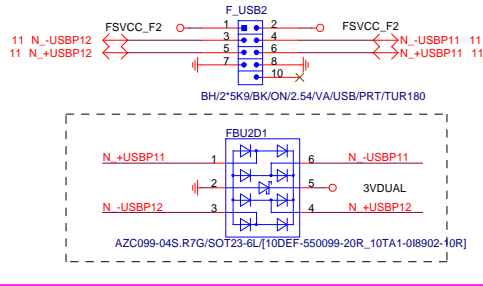 F_USB2
FSVCC_F2 1 2 FSVCC_F2
11 N_-USBP12 3 4 N_-USBP11 11
11 N_+USBP12 5 6 N_+USBP11 11
7 8
10
BH/2*5K9/BK/ON/2.54/VA/USB/PRT/TUR180
FBU2D1
N_+USBP11 1 6 N_-USBP11
2 5 3VDUAL
N_-USBP12 3 4 N_+USBP12
AZC099-04S.R7G/SOT23-6L/[10DEF-550099-20R_10TA1-0I8902-10R]